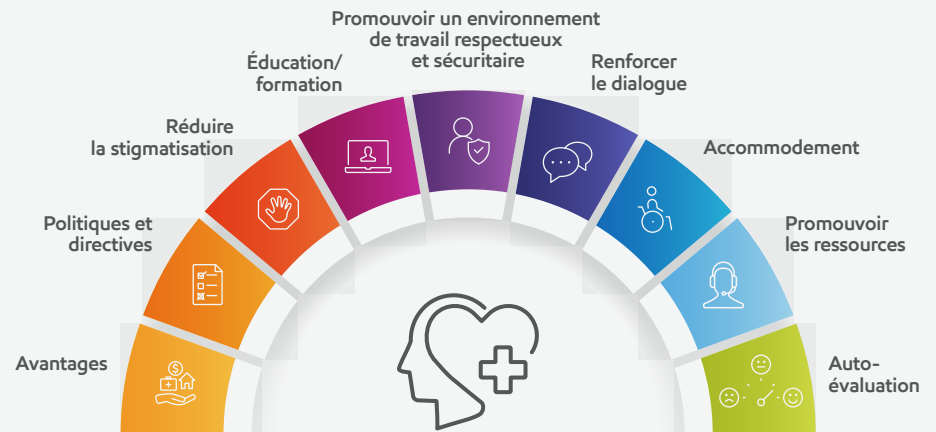 Promouvoir un environnement
de travail respectueux
et sécuritaire
Éducation/
formation
Renforcer
le dialogue
Réduire
la stigmatisation
Accommodement
Politiques et
directives
Promouvoir
les ressources
Avantages
Auto-
évaluation